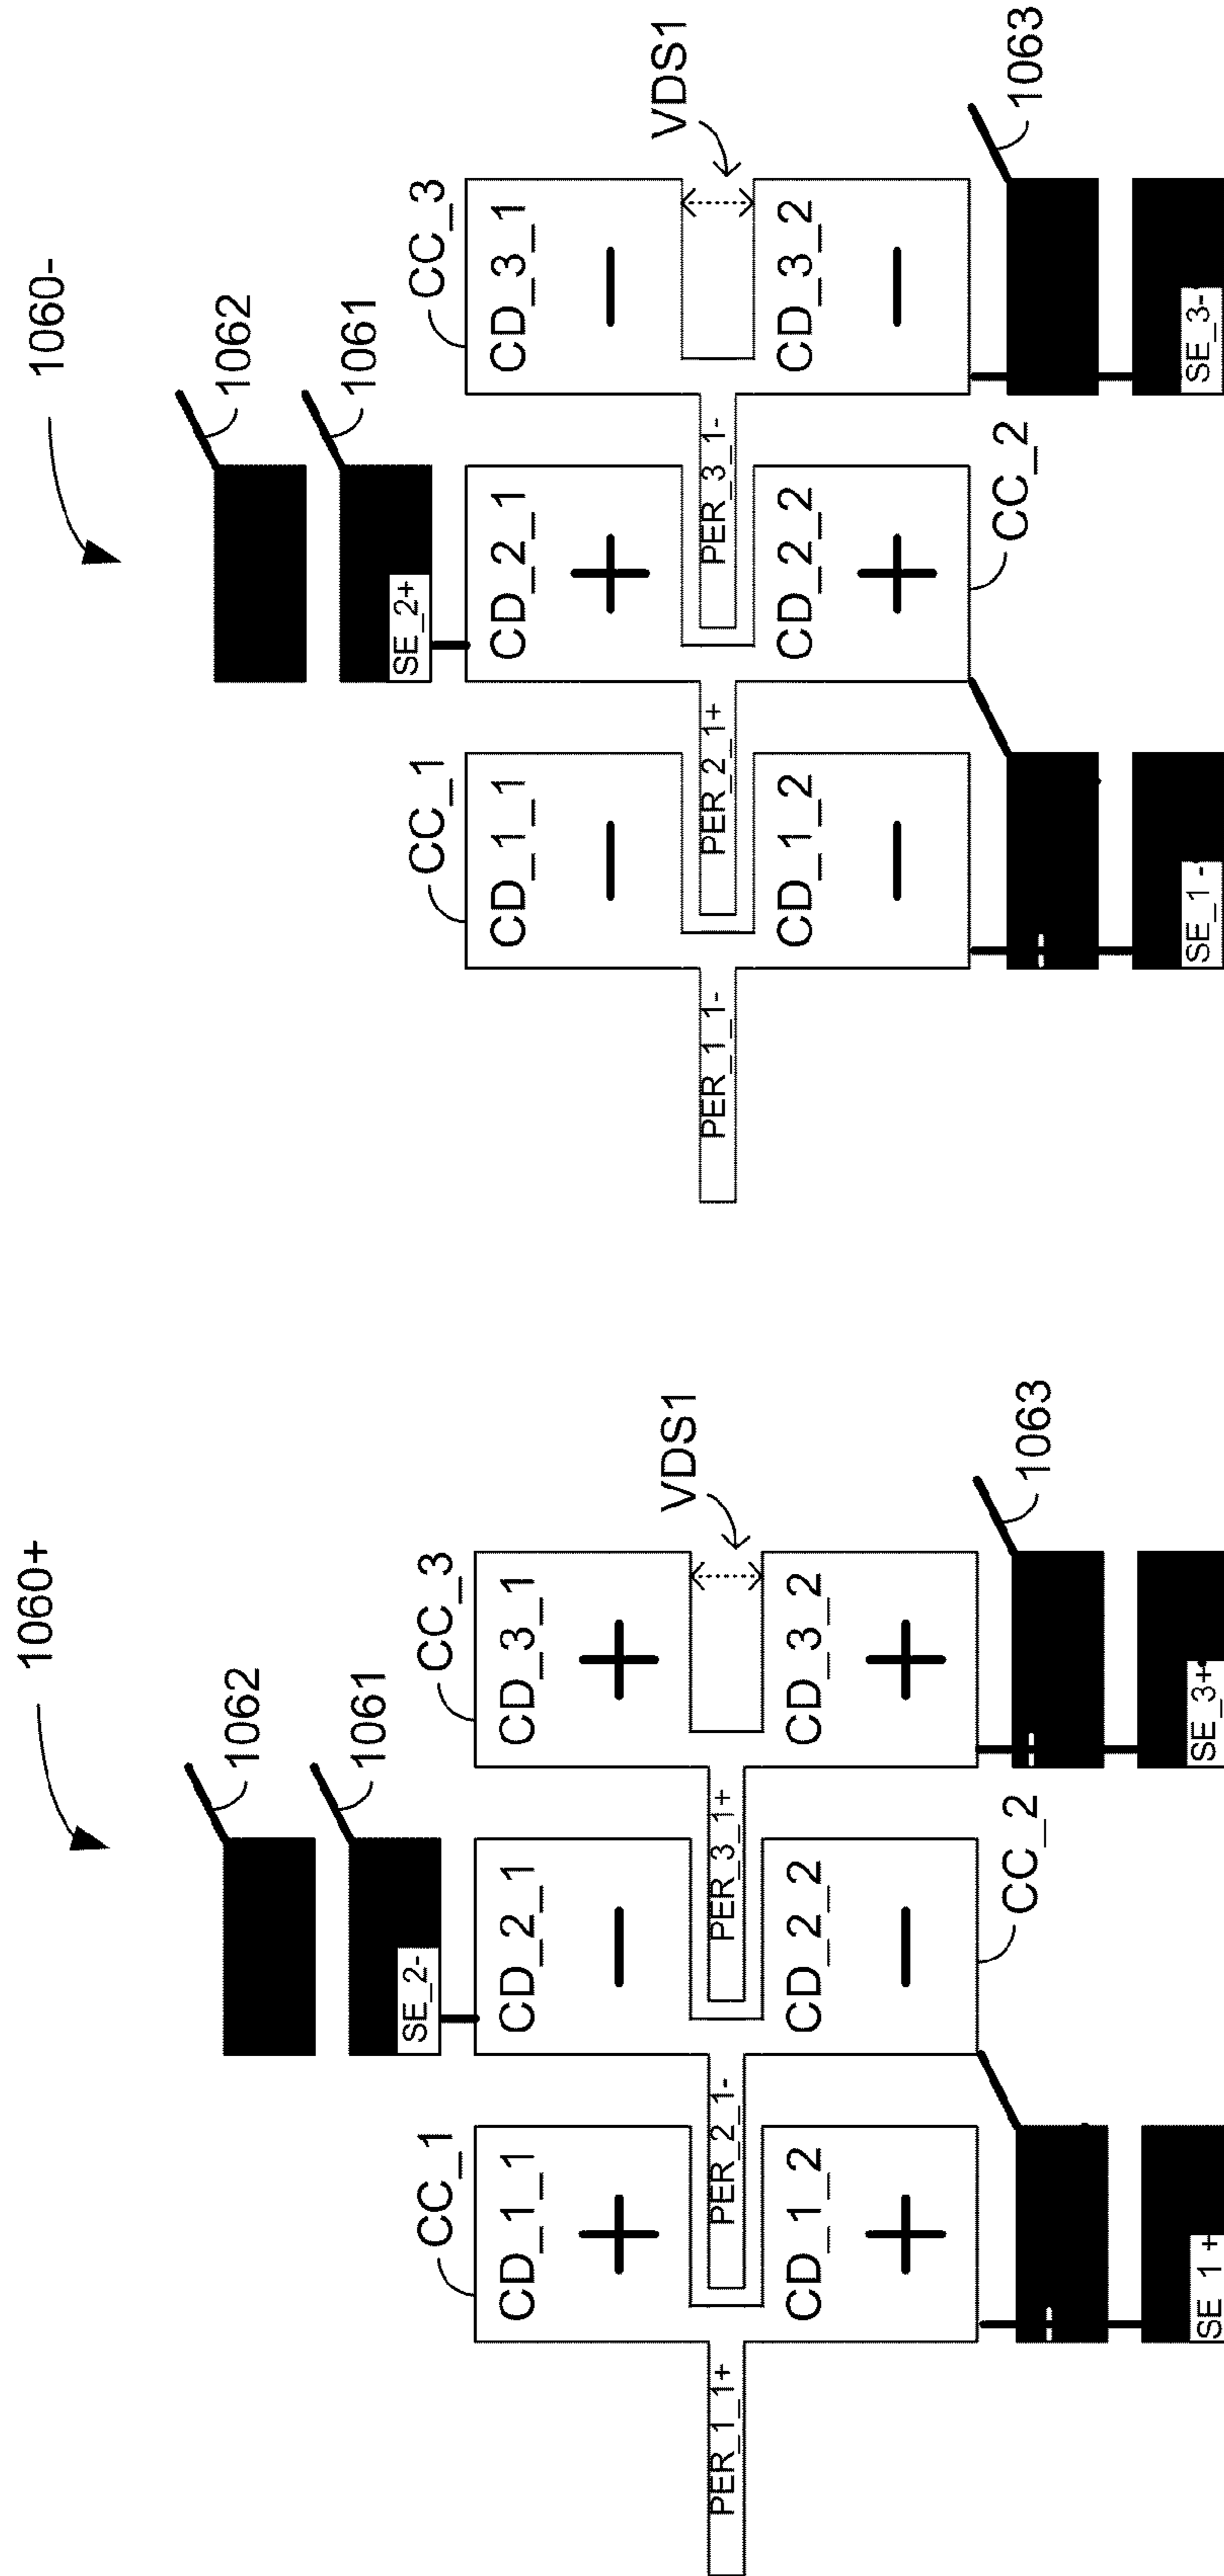 1060+
1062
1061
SE_2-
CC_1
CC_3
CD_1_1
CD_2_1
CD_3_1
−
+
+
VDS1
PER_1_1+
PER_2_1-
PER_3_1+
CD_1_2
CD_2_2
CD_3_2
+
−
+
CC_2
1063
SE_1 +
SE_3+
1060-
1062
1061
SE_2+
CC_1
CC_3
CD_1_1
CD_2_1
CD_3_1
−
+
−
VDS1
PER_1_1-
PER_2_1+
PER_3_1-
CD_1_2
CD_2_2
CD_3_2
−
+
−
CC_2
1063
SE_1 -
SE_3-